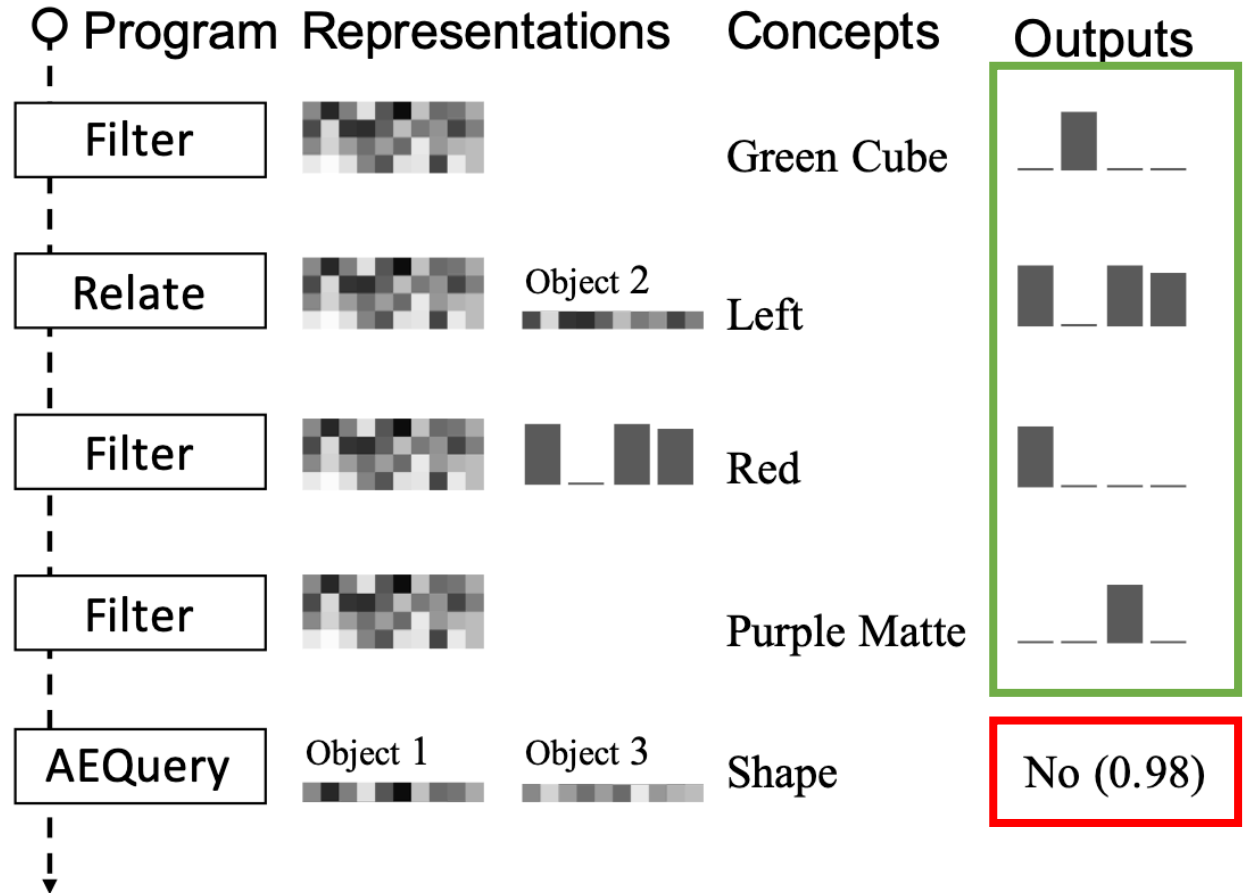 Program Representations Concepts Outputs
Filter
Green Cube
Relate
Object 2
Left
Filter
Red
Filter
Purple Matte
AEQuery
Object 1
Object 3
Shape
No (0.98)